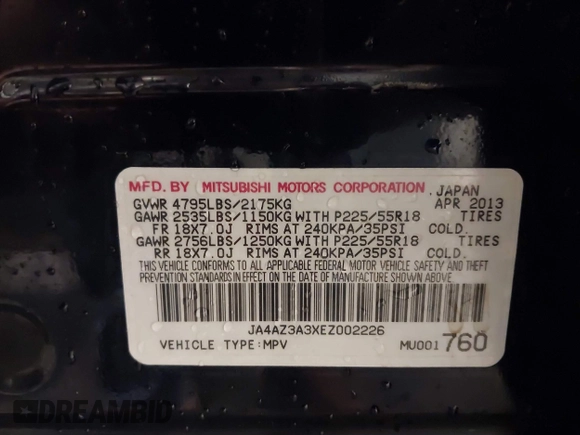 MFD. BY MITSUBISHI MOTORS CORPORATION JAPAN
GVWR 4795LBS/2175KG APR 2013
GAWR 2535LBS/1150KG WITH P225/55R18 TIRES
FR 18X7.0J RIMS AT 240KPA/35PSI COLD.
GAWR 2756LBS/1250KG WITH P225/55R18 TIRES
RR 18X7.0J RIMS AT 240KPA/35PSI COLD.
THIS VEHICLE CONFORMS TO ALL APPLICABLE FEDERAL MOTOR VEHICLE SAFETY AND THEFT
PREVENTION STANDARDS IN EFFECT ON THE DATE OF MANUFACTURE SHOWN ABOVE.
JA4AZ3A3XEZ002226
VEHICLE TYPE:MPV MU001760
DREAMBID